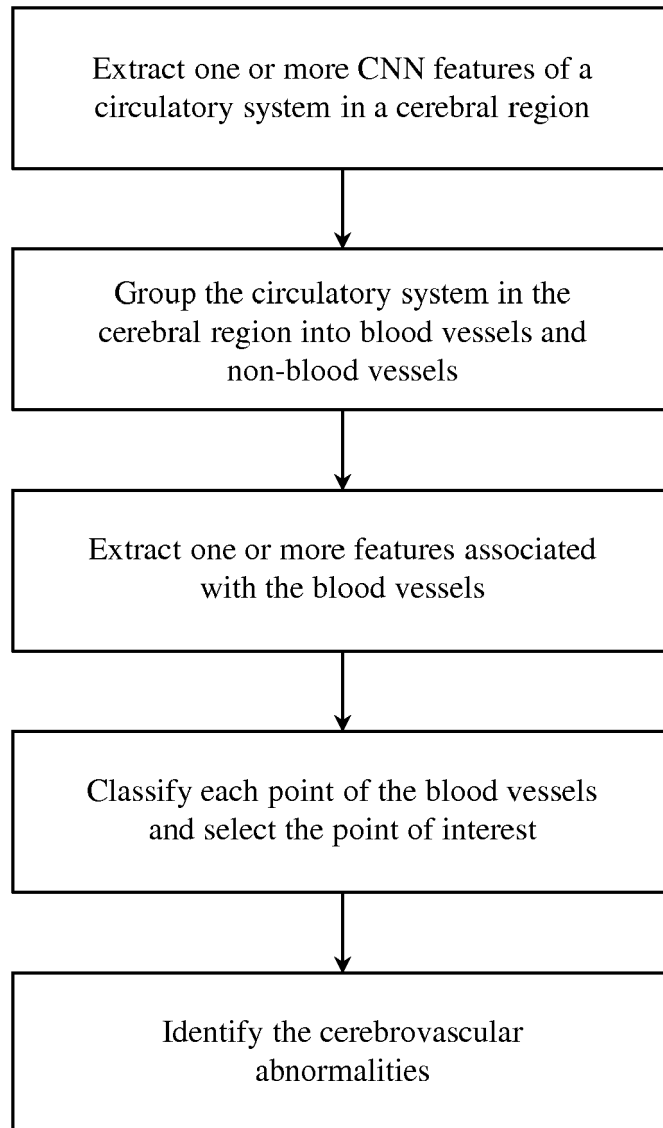 Extract one or more CNN features of a
circulatory system in a cerebral region
Group the circulatory system in the
cerebral region into blood vessels and
non-blood vessels
Extract one or more features associated
with the blood vessels
Classify each point of the blood vessels
and select the point of interest
Identify the cerebrovascular
abnormalities